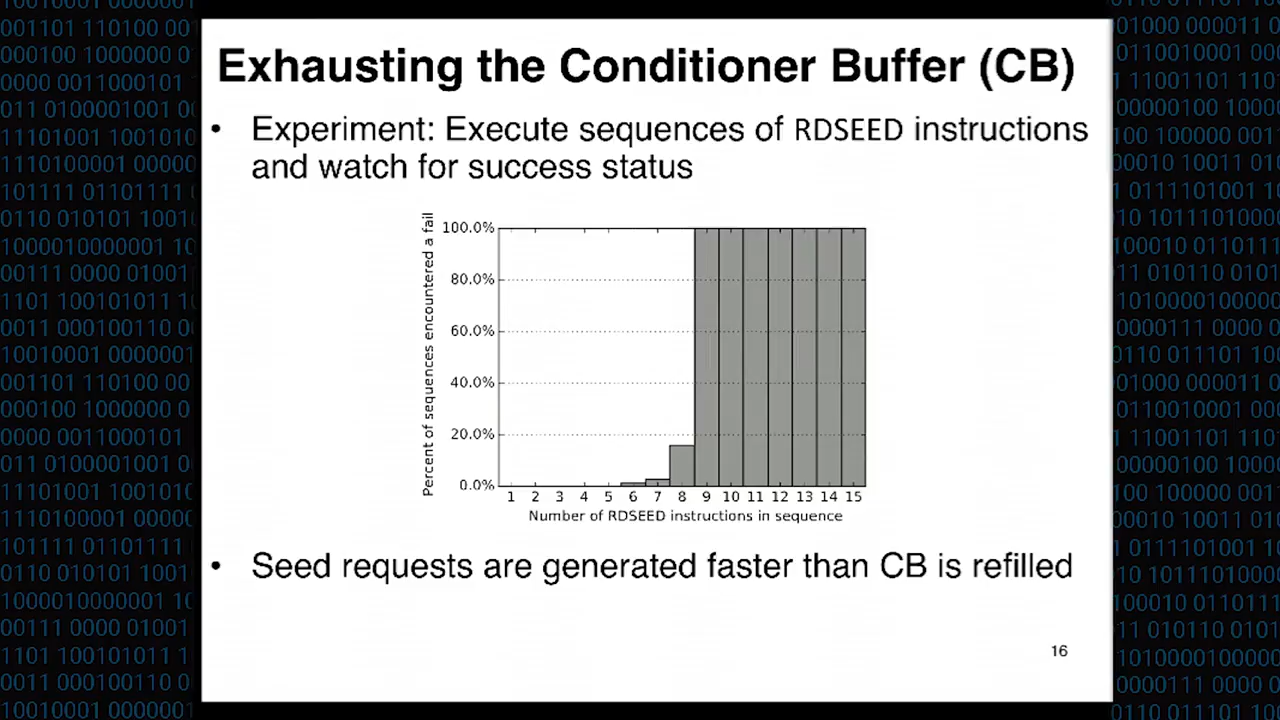 Exhausting the Conditioner Buffer (CB)
• Experiment: Execute sequences of RDSEED instructions
and watch for success status
Percent of sequences encountered a fail
100.0%
80.0%
60.0%
40.0%
20.0%
0.0%
1 2 3 4 5 6 7 8 9 10 11 12 13 14 15
Number of RDSEED instructions in sequence
• Seed requests are generated faster than CB is refilled
16